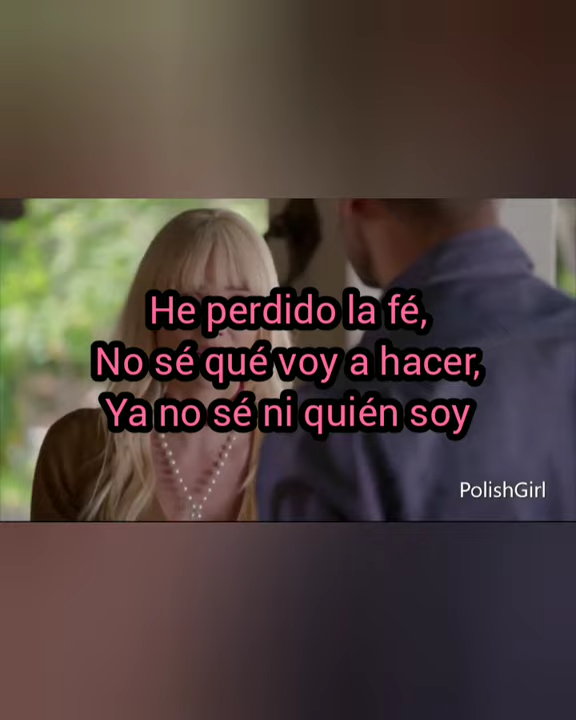 He perdido la fé,
No sé qué voy a hacer,
Ya no sé ni quién soy
PolishGirl